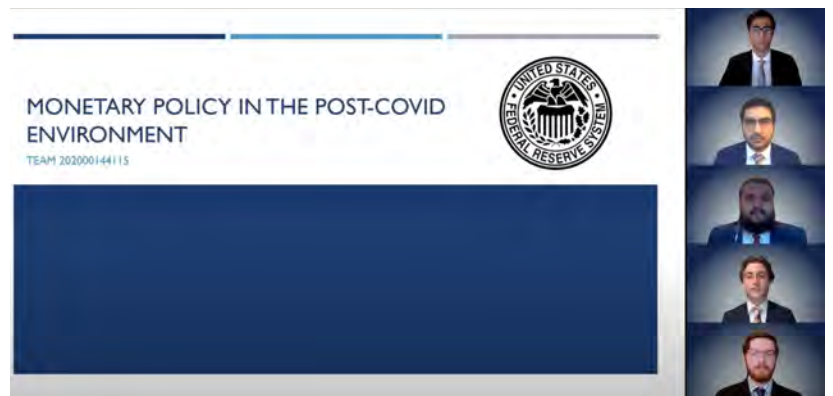 MONETARY POLICY IN THE POST-COVID
ENVIRONMENT
TEAM 202000144115
UNITED STATES
FEDERAL RESERVE SYSTEM